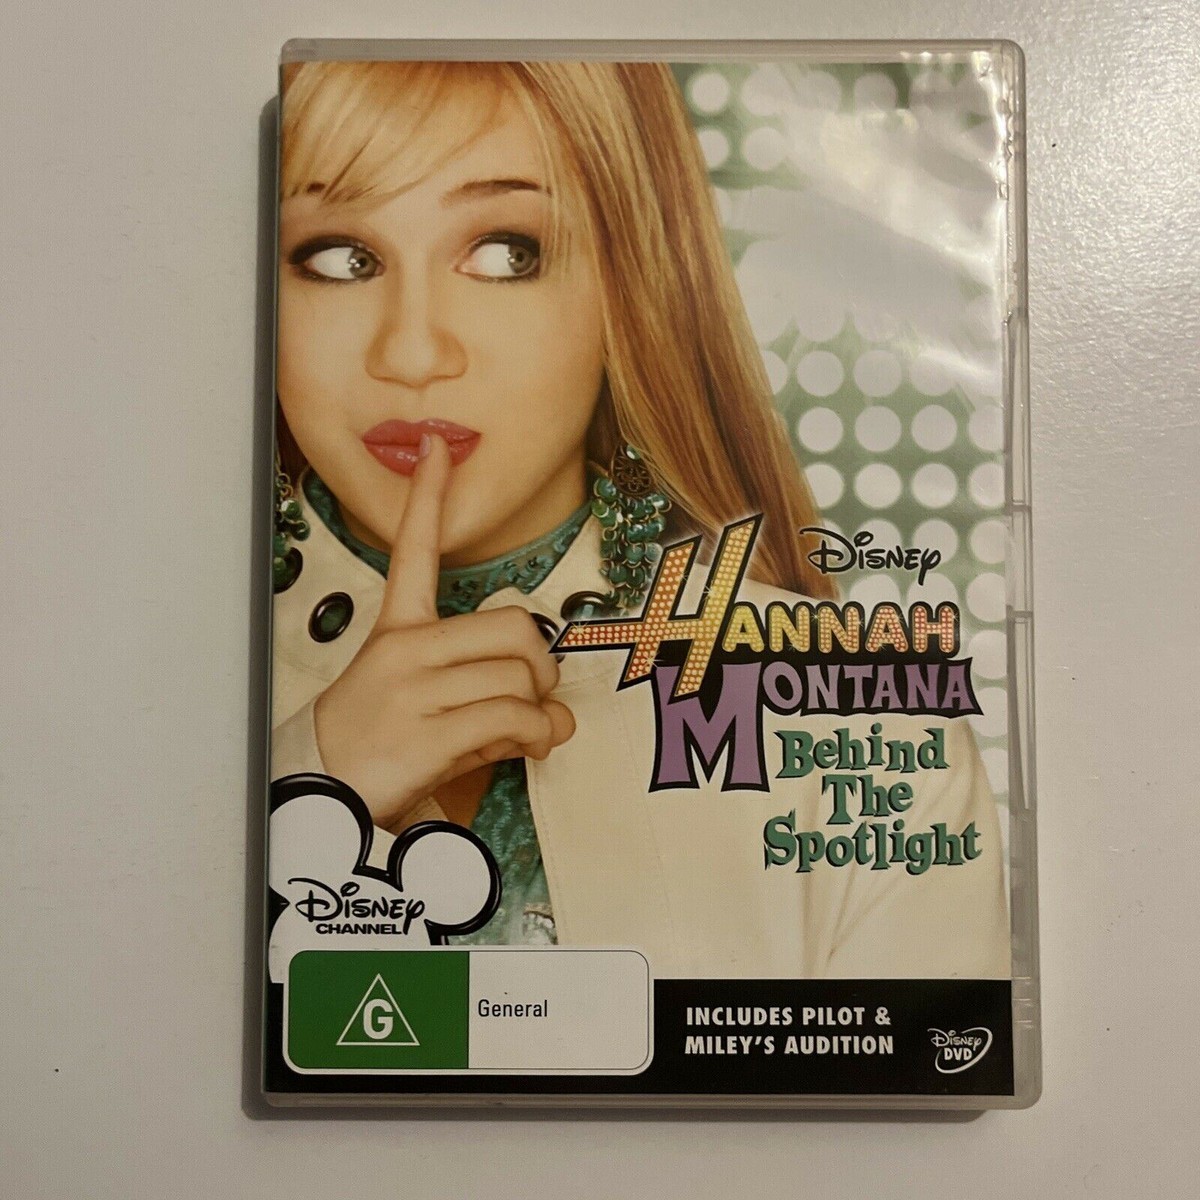 Disney
HANNAH
MONTANA
Behind
The
Spotlight
Disney
CHANNEL
G
General
INCLUDES PILOT &
MILEY'S AUDITION
Disney
DVD